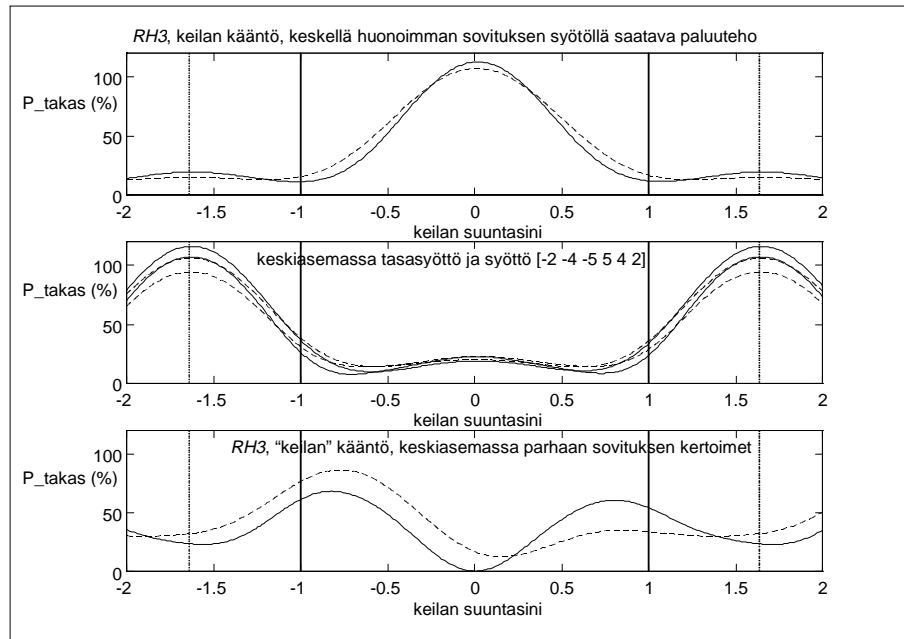 RH3, keilan kääntö, keskellä huonoimman sovituksen syötöllä saatava paluuteho
100
P_takas (%)
50
0
-2 -1.5 -1 -0.5 0 0.5 1 1.5 2
keilan suuntasini
keskiasemassa tasasyöttö ja syöttö [-2 -4 -5 5 4 2]
100
P_takas (%)
50
0
-2 -1.5 -1 -0.5 0 0.5 1 1.5 2
keilan suuntasini
RH3, “keilan” kääntö, keskiasemassa parhaan sovituksen kertoimet
100
P_takas (%)
50
0
-2 -1.5 -1 -0.5 0 0.5 1 1.5 2
keilan suuntasini